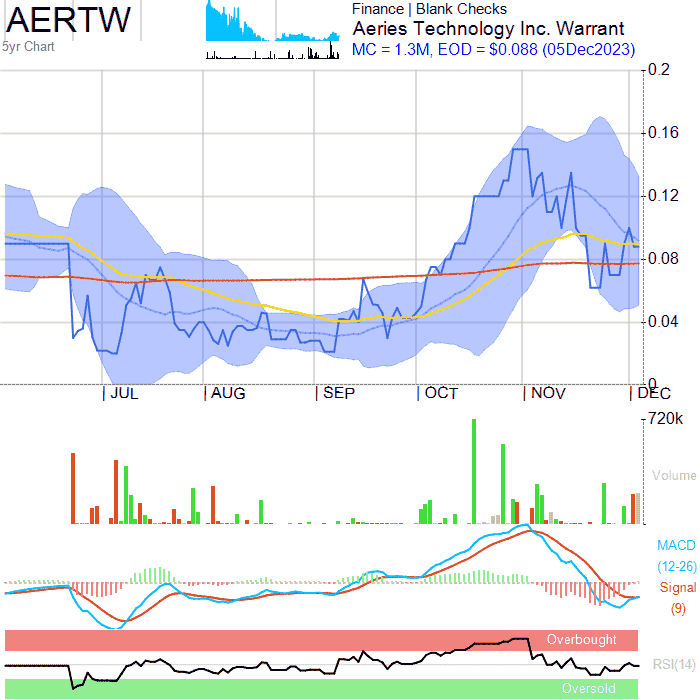 AERTW
5yr Chart
Finance | Blank Checks
Aeries Technology Inc. Warrant
MC = 1.3M, EOD = $0.088 (05Dec2023)
0.2
0.16
0.12
0.08
0.04
0
JUL AUG SEP OCT NOV DEC
720k
Volume
MACD
(12-26)
Signal
(9)
Overbought
RSI(14)
Oversold